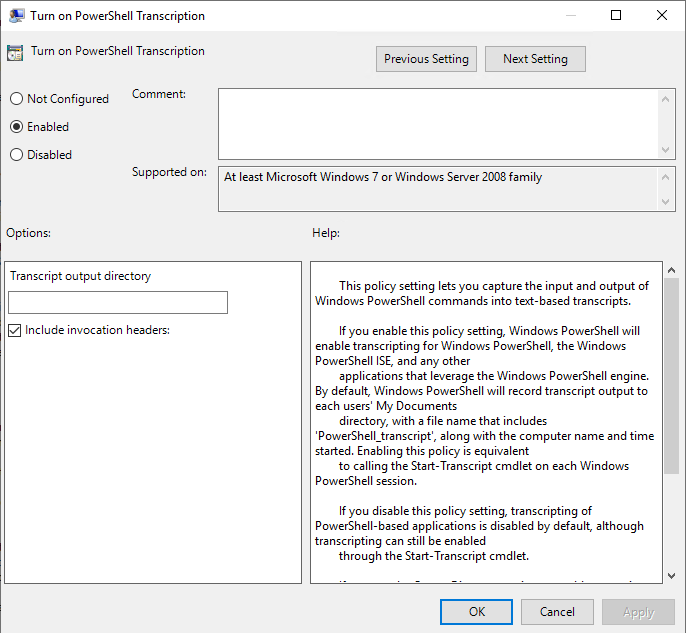 Turn on PowerShell Transcription
Turn on PowerShell Transcription
Previous Setting
Next Setting
Not Configured
Enabled
Disabled
Comment:
Supported on:
At least Microsoft Windows 7 or Windows Server 2008 family
Options:
Help:
Transcript output directory
Include invocation headers:
This policy setting lets you capture the input and output of
Windows PowerShell commands into text-based transcripts.
If you enable this policy setting, Windows PowerShell will
enable transcripting for Windows PowerShell, the Windows
PowerShell ISE, and any other
applications that leverage the Windows PowerShell engine.
By default, Windows PowerShell will record transcript output to
each users' My Documents
directory, with a file name that includes
'PowerShell_transcript', along with the computer name and time
started. Enabling this policy is equivalent
to calling the Start-Transcript cmdlet on each Windows
PowerShell session.
If you disable this policy setting, transcripting of
PowerShell-based applications is disabled by default, although
transcripting can still be enabled
through the Start-Transcript cmdlet.
OK
Cancel
Apply